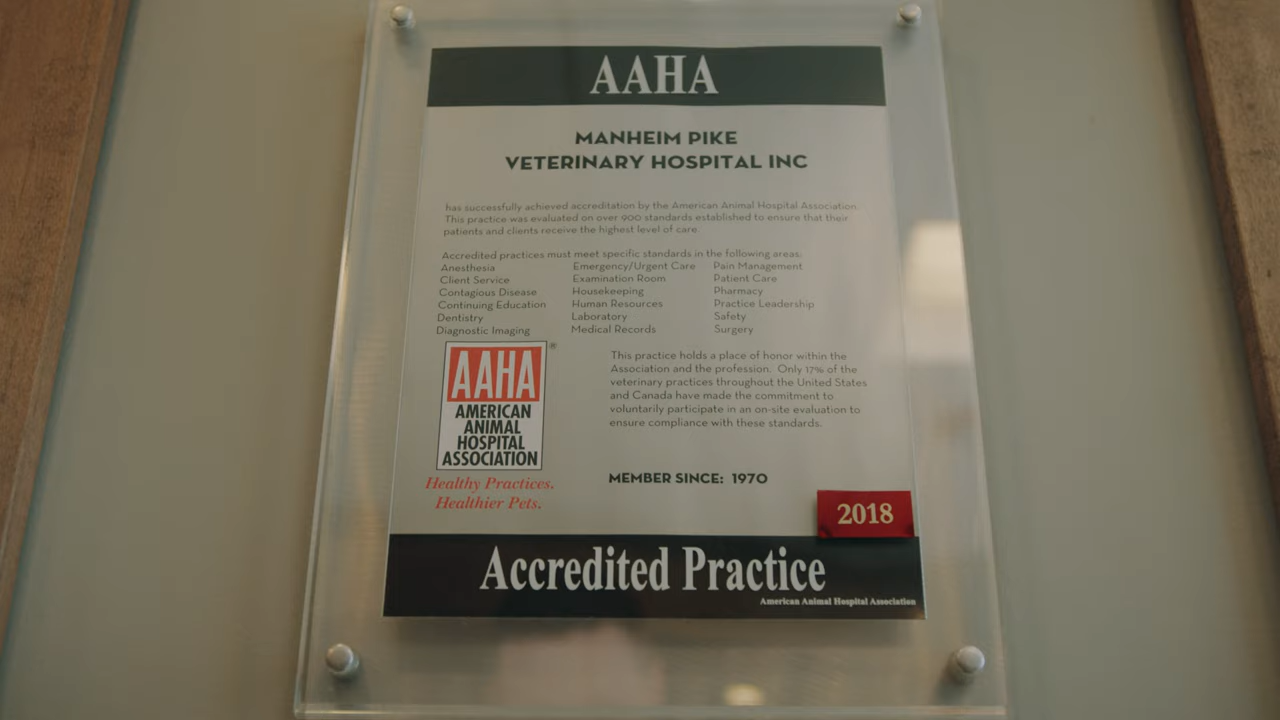 AAHA
MANHEIM PIKE
VETERINARY HOSPITAL INC
has successfully achieved accreditation by the American Animal Hospital Association.
This practice was evaluated on over 900 standards established to ensure that their
patients and clients receive the highest level of care.
Accredited practices must meet specific standards in the following areas:
Anesthesia
Client Service
Contagious Disease
Continuing Education
Dentistry
Diagnostic Imaging
Emergency/Urgent Care
Examination Room
Housekeeping
Human Resources
Laboratory
Medical Records
Pain Management
Patient Care
Pharmacy
Practice Leadership
Safety
Surgery
AAHA®
AMERICAN
ANIMAL
HOSPITAL
ASSOCIATION
Healthy Practices.
Healthier Pets.
This practice holds a place of honor within the
Association and the profession. Only 17% of the
veterinary practices throughout the United States
and Canada have made the commitment to
voluntarily participate in an on-site evaluation to
ensure compliance with these standards.
MEMBER SINCE: 1970
2018
Accredited Practice
American Animal Hospital Association